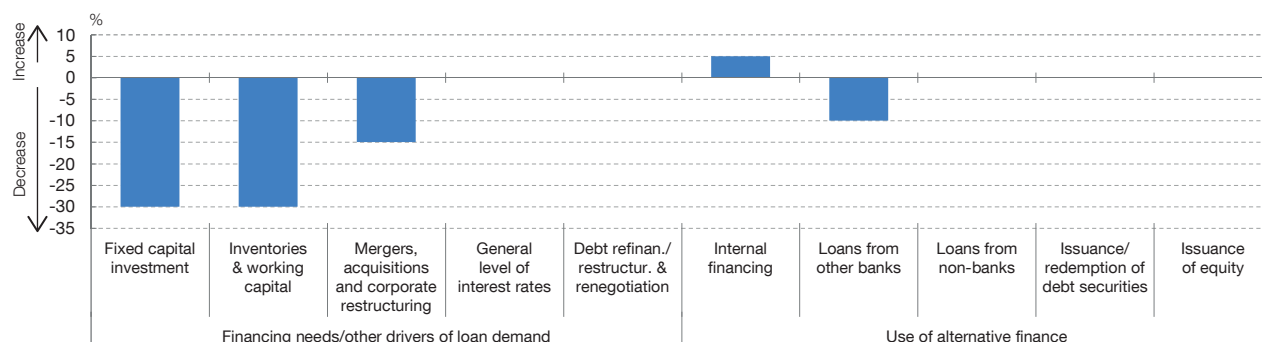 %
Increase
Decrease
10
5
0
-5
-10
-15
-20
-25
-30
-35
Fixed capital
investment
Inventories
& working
capital
Mergers,
acquisitions
and corporate
restructuring
General
level of
interest rates
Debt refinan./
restructur. &
renegotiation
Internal
financing
Loans from
other banks
Loans from
non-banks
Issuance/
redemption of
debt securities
Issuance
of equity
Financing needs/other drivers of loan demand
Use of alternative finance